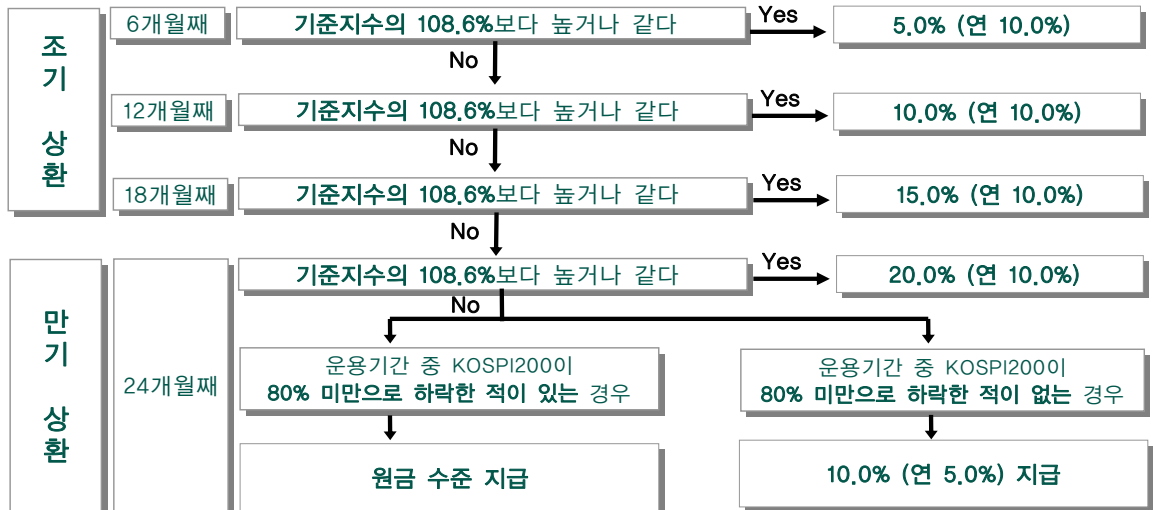 조기 상환
6개월째
기준지수의 108.6%보다 높거나 같다
Yes
5.0% (연 10.0%)
No
12개월째
기준지수의 108.6%보다 높거나 같다
Yes
10.0% (연 10.0%)
No
18개월째
기준지수의 108.6%보다 높거나 같다
Yes
15.0% (연 10.0%)
No
만기 상환
24개월째
기준지수의 108.6%보다 높거나 같다
Yes
20.0% (연 10.0%)
No
운용기간 중 KOSPI2000이
80% 미만으로 하락한 적이 있는 경우
원금 수준 지급
운용기간 중 KOSPI2000이
80% 미만으로 하락한 적이 없는 경우
10.0% (연 5.0%) 지급